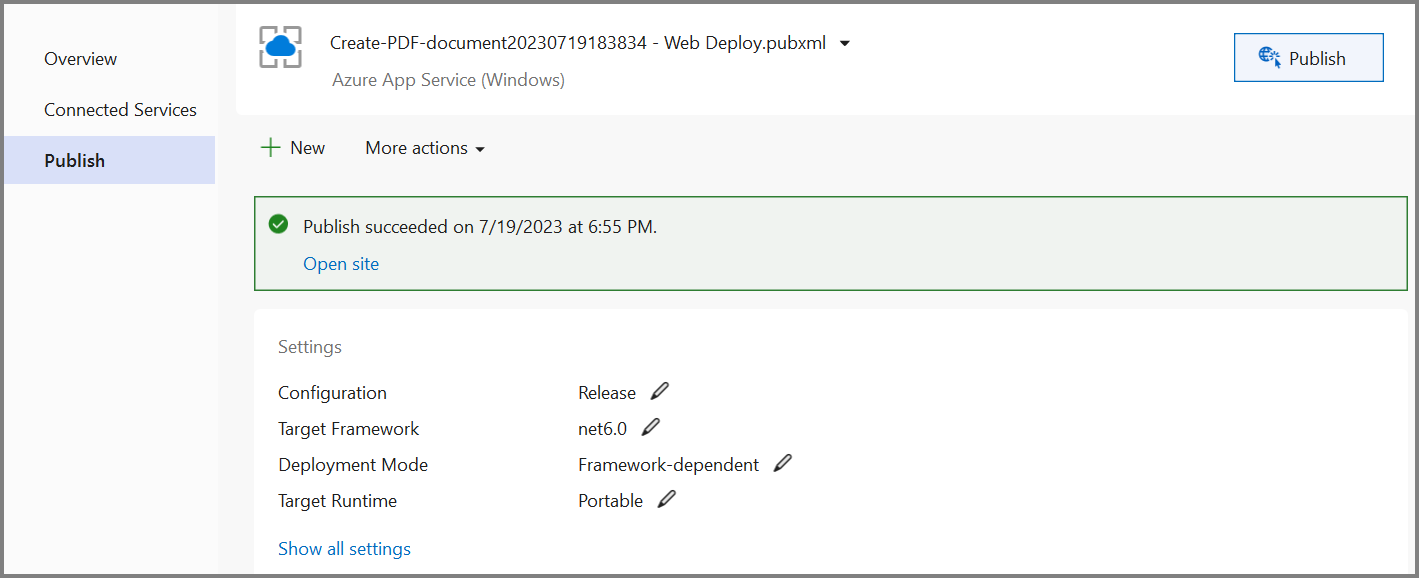 Overview
Connected Services
Publish
Create-PDF-document20230719183834 - Web Deploy.pubxml
Azure App Service (Windows)
Publish
New
More actions
Publish succeeded on 7/19/2023 at 6:55 PM.
Open site
Settings
Configuration Release
Target Framework net6.0
Deployment Mode Framework-dependent
Target Runtime Portable
Show all settings